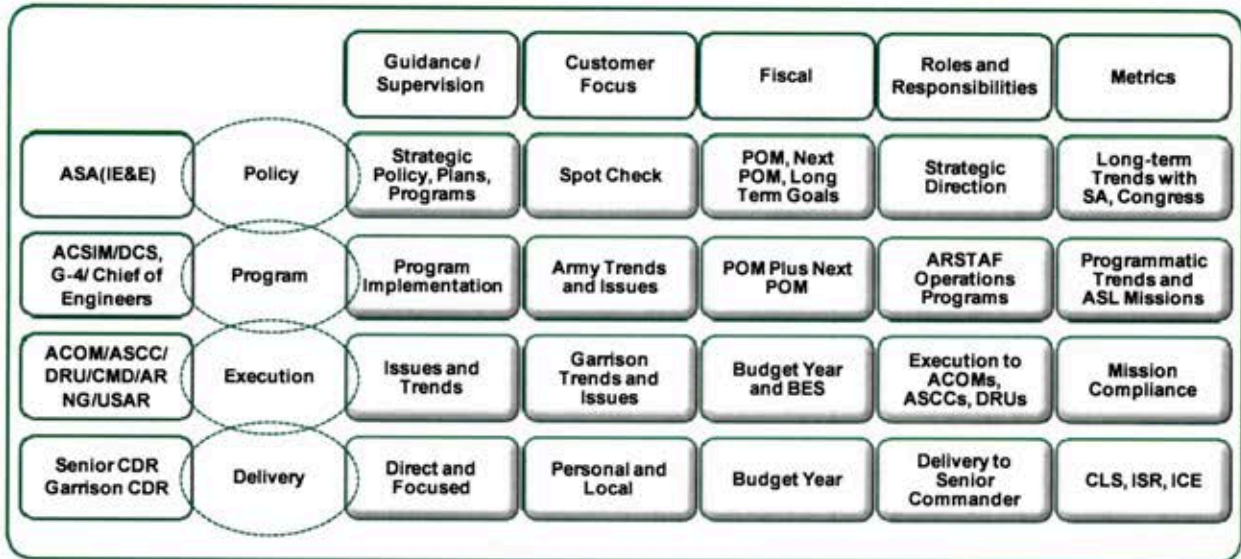 Guidance /
Supervision
Customer
Focus
Fiscal
Roles and
Responsibilities
Metrics
ASA(IE&E)
Policy
Strategic
Policy, Plans,
Programs
Spot Check
POM, Next
POM, Long
Term Goals
Strategic
Direction
Long-term
Trends with
SA, Congress
ACSIM/DCS,
G-4/ Chief of
Engineers
Program
Program
Implementation
Army Trends
and Issues
POM Plus Next
POM
ARSTAF
Operations
Programs
Programmatic
Trends and
ASL Missions
ACOM/ASCC/
DRU/CMD/AR
NG/USAR
Execution
Issues and
Trends
Garrison
Trends and
Issues
Budget Year
and BES
Execution to
ACOMs,
ASCCs, DRUs
Mission
Compliance
Senior CDR
Garrison CDR
Delivery
Direct and
Focused
Personal and
Local
Budget Year
Delivery to
Senior
Commander
CLS, ISR, ICE